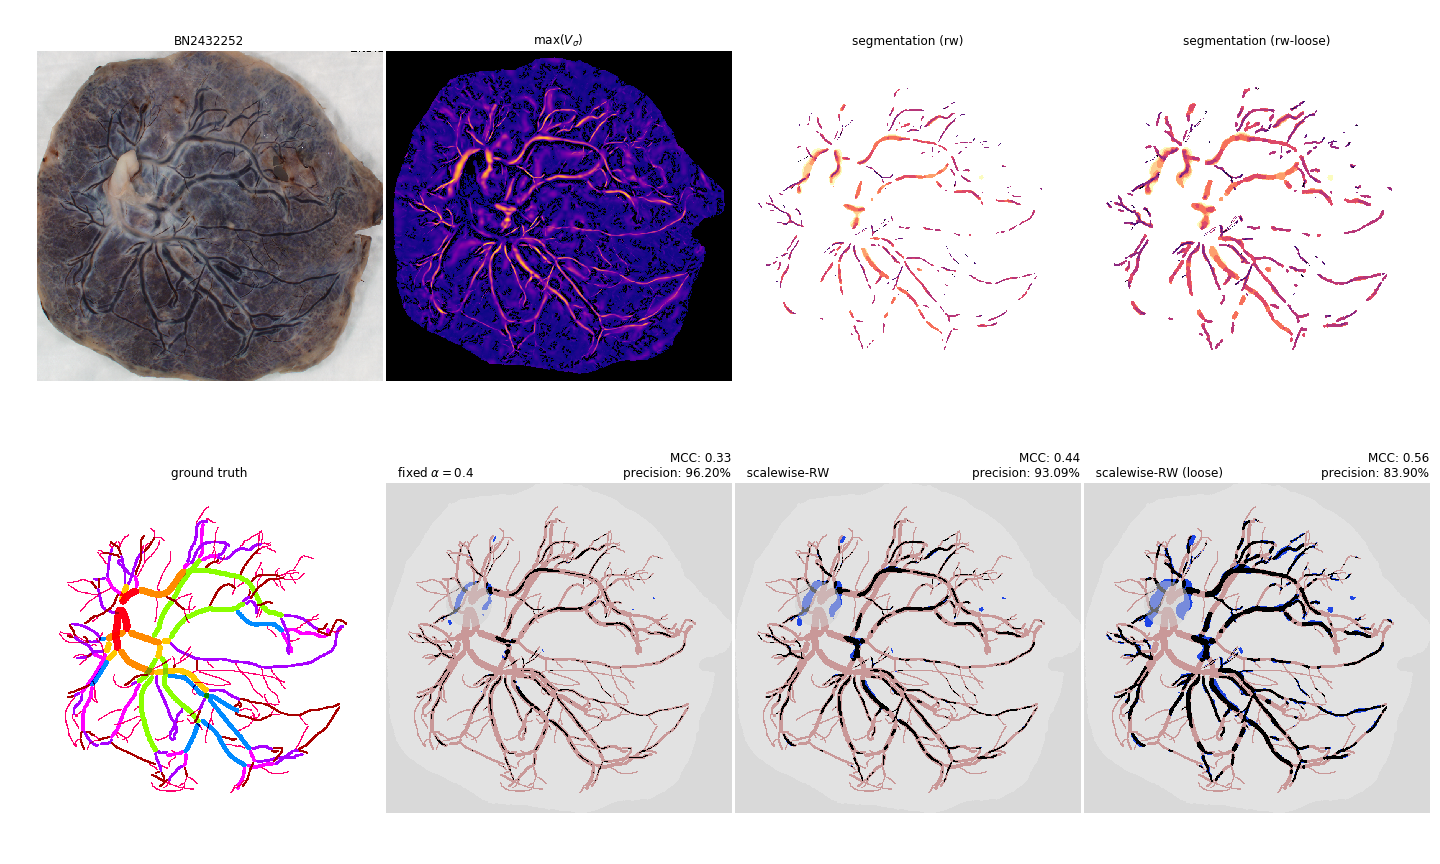 BN2432252
max(Vσ)
segmentation (rw)
segmentation (rw-loose)
ground truth
fixed α = 0.4
MCC: 0.33
precision: 96.20%
scalewise-RW
MCC: 0.44
precision: 93.09%
scalewise-RW (loose)
MCC: 0.56
precision: 83.90%